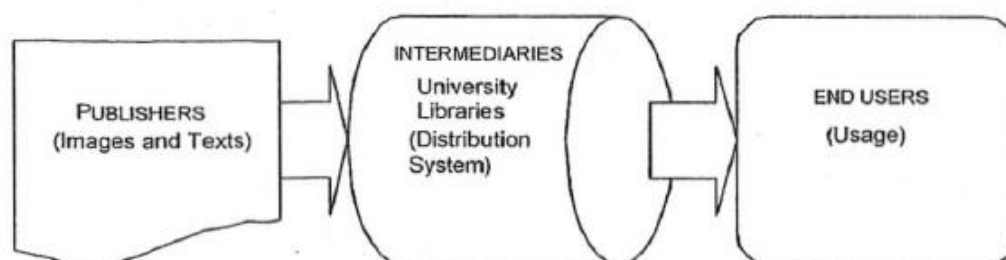 PUBLISHERS
(Images and Texts)
INTERMEDIARIES
University
Libraries
(Distribution
System)
END USERS
(Usage)